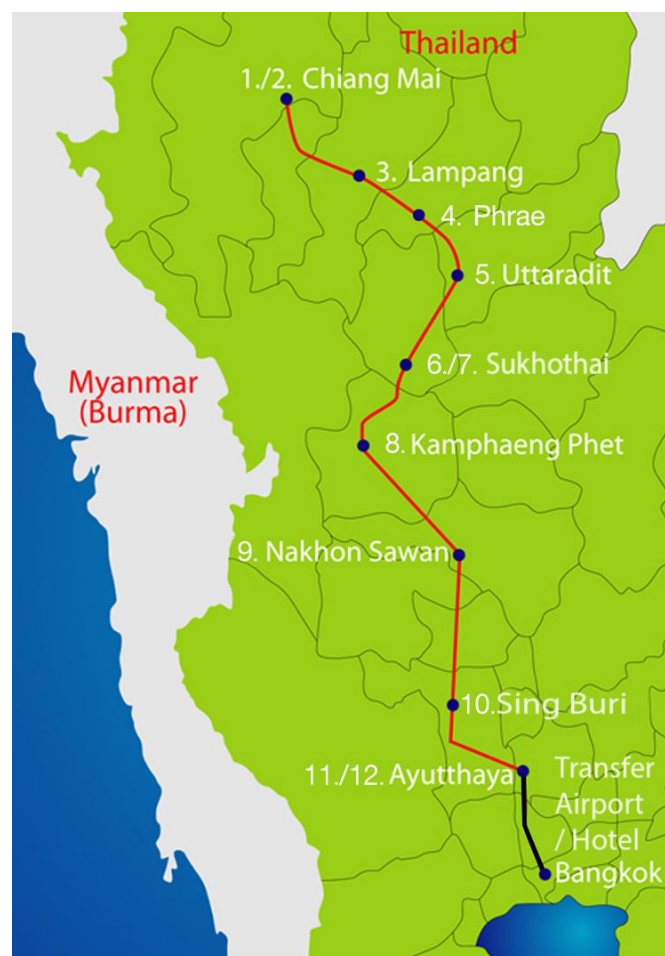 Thailand
1./2. Chiang Mai
3. Lampang
4. Phrae
5. Uttaradit
6./7. Sukhothai
Myanmar
(Burma)
8. Kamphaeng Phet
9. Nakhon Sawan
10.Sing Buri
11./12. Ayutthaya
Transfer
Airport
/ Hotel
Bangkok